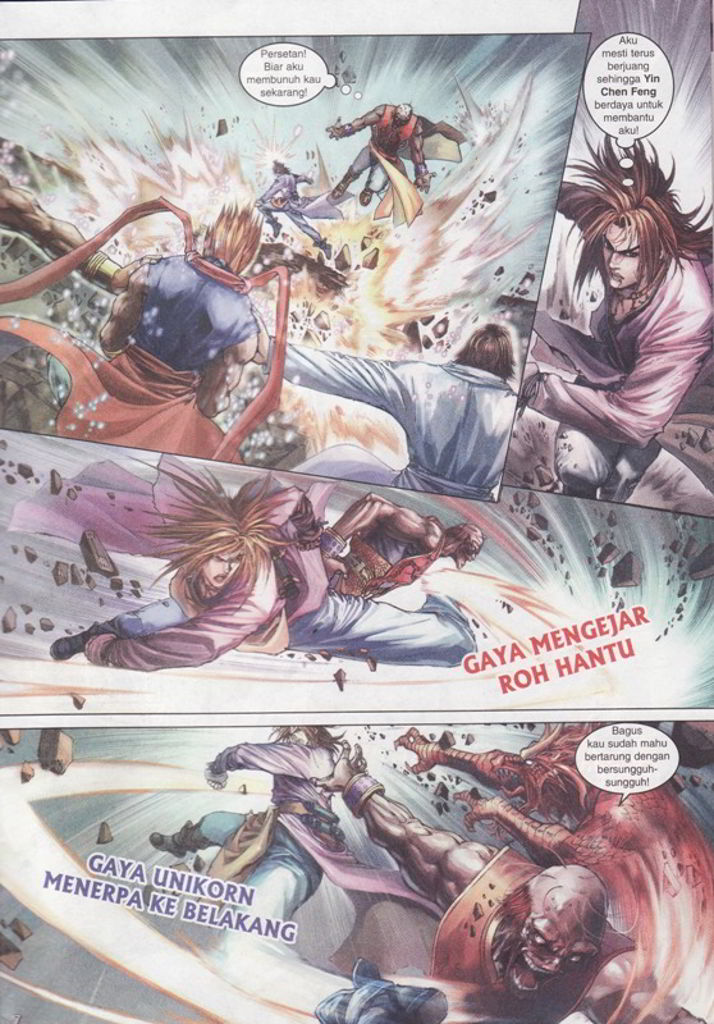 Persetan!
Biar aku
membunuh kau
sekarang!
Aku
mesti terus
berjuang
sehingga Yin
Chen Feng
berdaya untuk
membantu
aku!
GAYA MENGEJAR
ROH HANTU
Bagus
kau sudah mahu
bertarung dengan
bersungguh-
sungguh!
GAYA UNIKORN
MENERPA KE BELAKANG